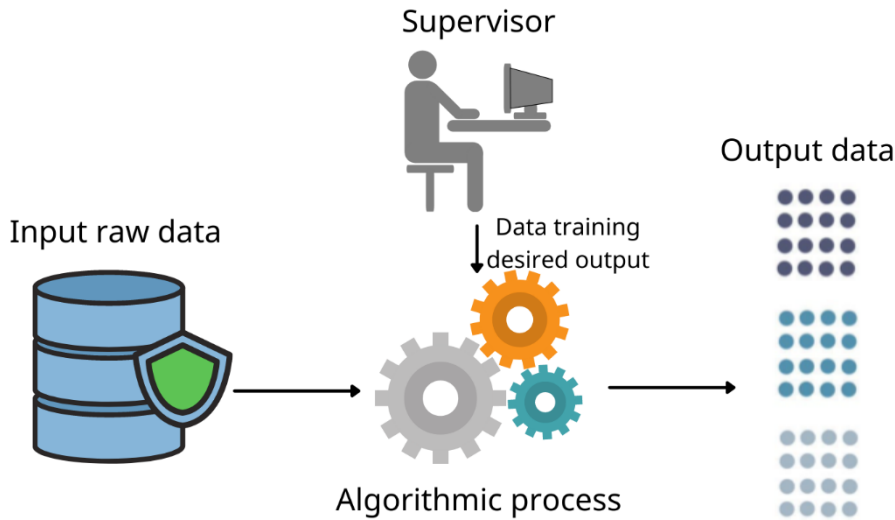 Supervisor
Output data
Input raw data
Data training
desired output
Algorithmic process